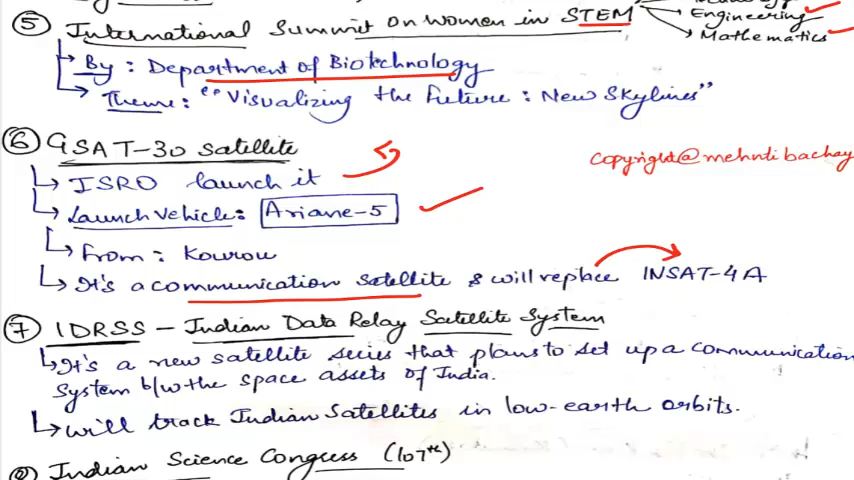 Engineering
Mathematics
⑤ International Summit on Women in STEM
By : Department of Biotechnology
Theme : "Visualizing the Future : New Skylines"
⑥ GSAT-30 Satellite
copyright@mehntibachay
ISRO launch it
Launch Vehicle : Ariane-5
From : Kourou
It's a communication satellite & will replace INSAT-4A
⑦ IDRSS - Indian Data Relay Satellite System
It's a new satellite series that plans to set up a communication
system b/w the space assets of India.
will track Indian Satellites in low-earth orbits.
⑧ Indian Science Congress (107th)